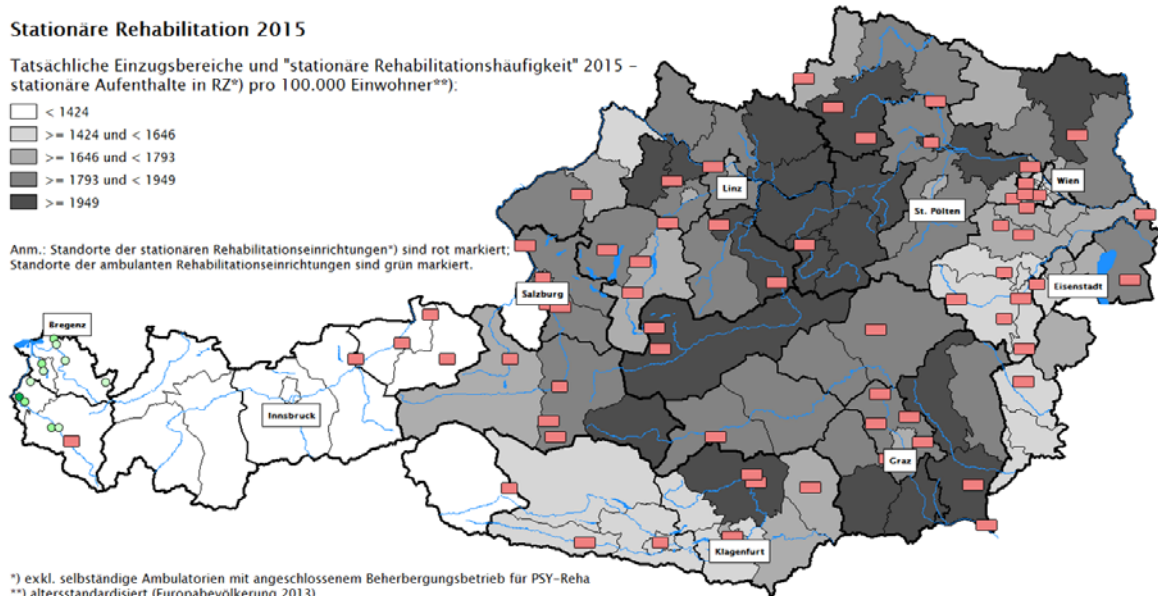 Stationäre Rehabilitation 2015
Tatsächliche Einzugsbereiche und "stationäre Rehabilitationshäufigkeit" 2015 –
stationäre Aufenthalte in RZ*) pro 100.000 Einwohner**):
< 1424
>= 1424 und < 1646
>= 1646 und < 1793
>= 1793 und < 1949
>= 1949
Anm.: Standorte der stationären Rehabilitationseinrichtungen*) sind rot markiert;
Standorte der ambulanten Rehabilitationseinrichtungen sind grün markiert.
Linz
Wien
St. Pölten
Eisenstadt
Salzburg
Bregenz
Innsbruck
Graz
Klagenfurt
*) exkl. selbständige Ambulatorien mit angeschlossenem Beherbergungsbetrieb für PSY-Reha
**) altersstandardisiert (Europabevölkerung 2013)